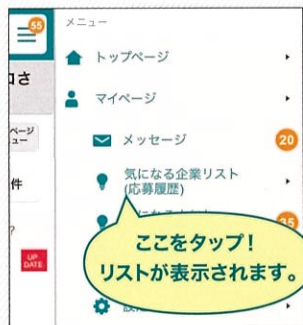 55
メニュー
トップページ
口さ
マイページ
ページ
ュー
メッセージ
20
件
気になる企業リスト
(応募履歴)
35
?
ここをタップ!
リストが表示されます。
UP
DATE